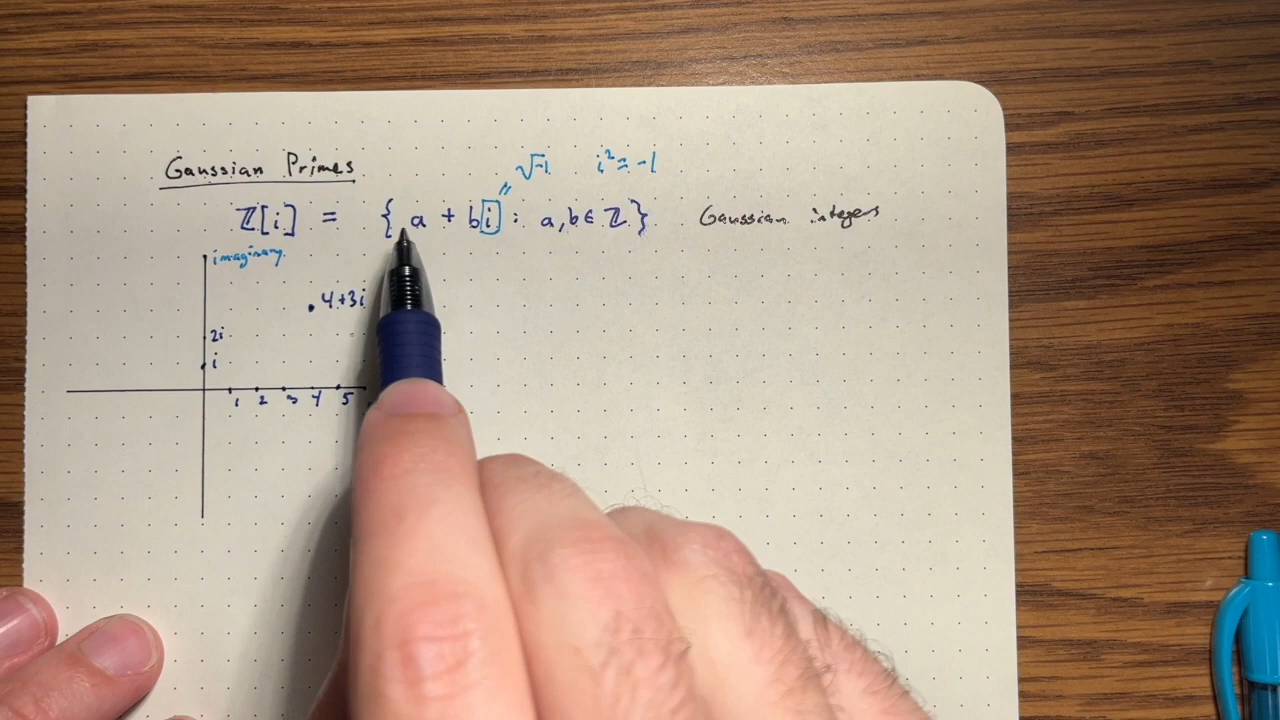 Gaussian Primes
√-1 i² = -1
ℤ[i] = { a + bi : a, b ∈ ℤ } Gaussian integers
imaginary
4+3i
2i
i
1 2 3 4 5